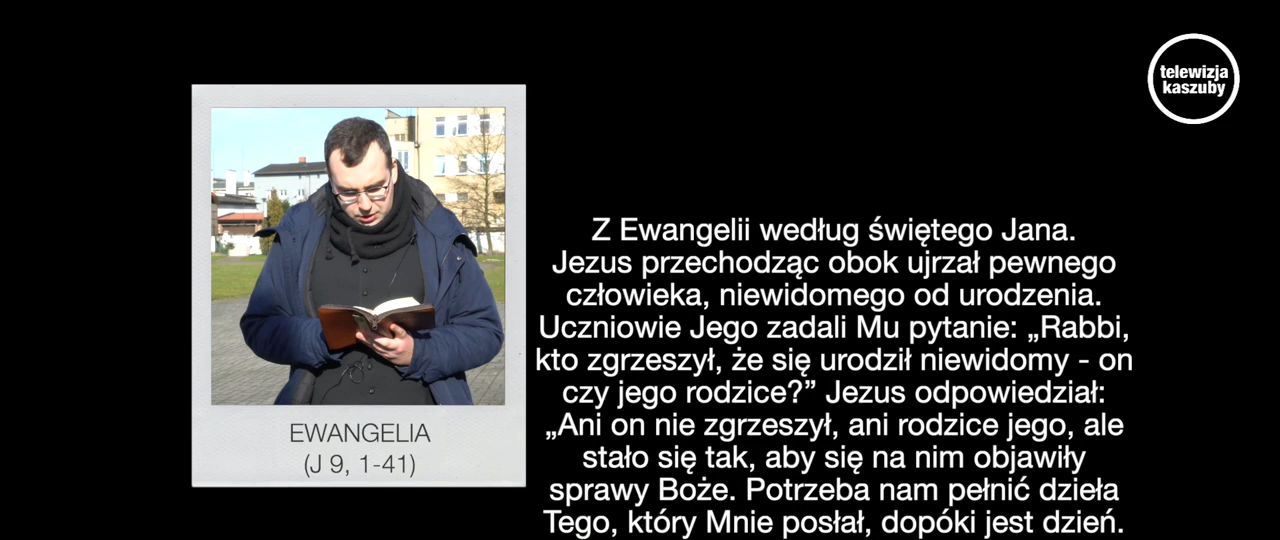 telewizja
kaszuby
EWANGELIA
(J 9, 1-41)
Z Ewangelii według świętego Jana.
Jezus przechodząc obok ujrzał pewnego
człowieka, niewidomego od urodzenia.
Uczniowie Jego zadali Mu pytanie: „Rabbi,
kto zgrzeszył, że się urodził niewidomy - on
czy jego rodzice?” Jezus odpowiedział:
„Ani on nie zgrzeszył, ani rodzice jego, ale
stało się tak, aby się na nim objawiły
sprawy Boże. Potrzeba nam pełnić dzieła
Tego, który Mnie posłał, dopóki jest dzień.